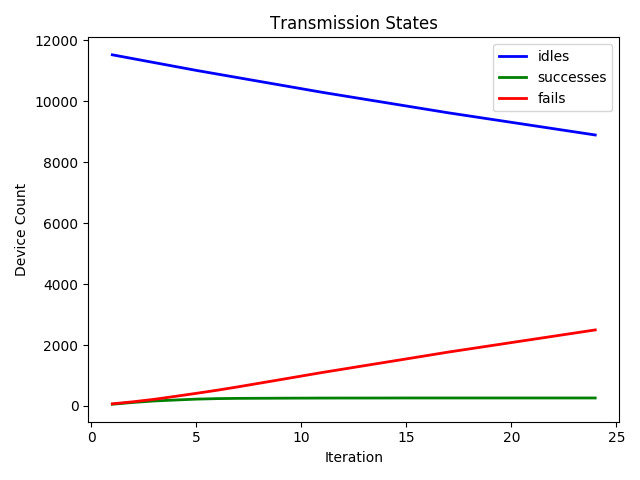 Transmission States
12000
10000
8000
6000
4000
2000
0
Device Count
idles
successes
fails
0 5 10 15 20 25
Iteration